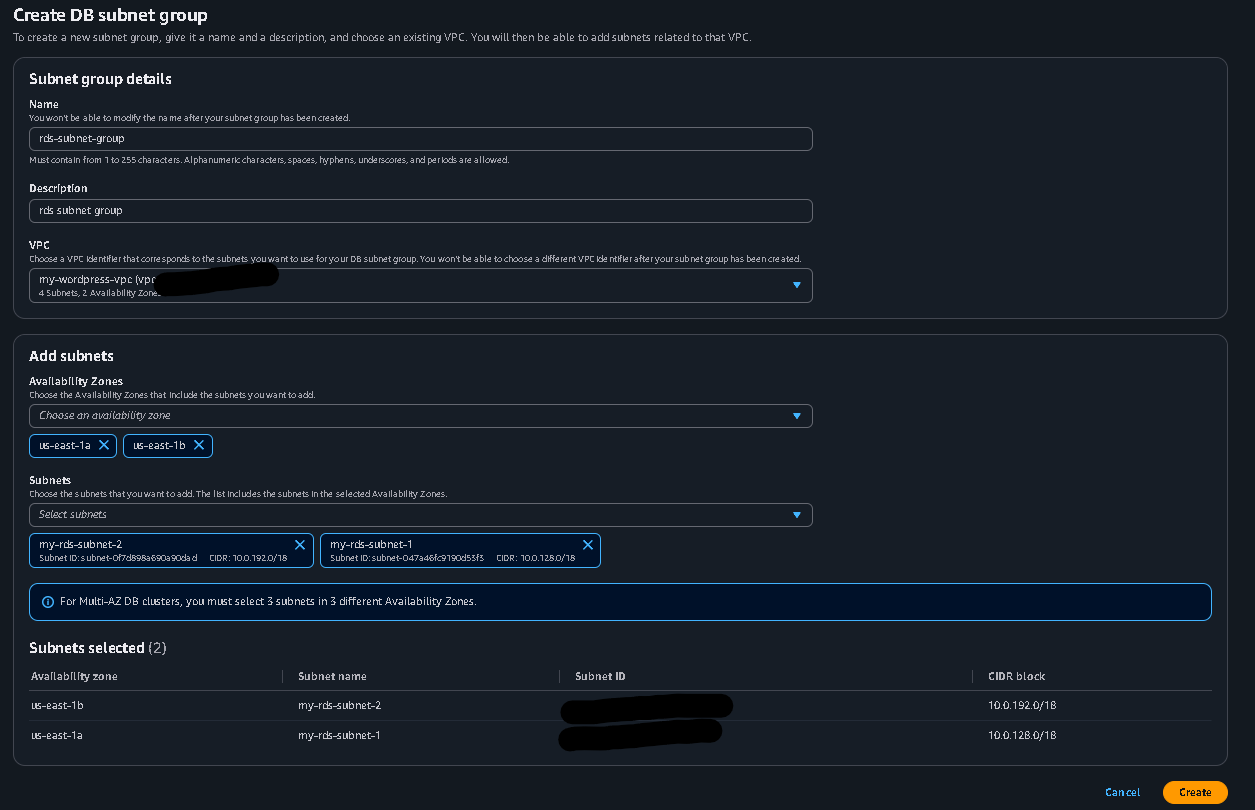 Create DB subnet group
To create a new subnet group, give it a name and a description, and choose an existing VPC. You will then be able to add subnets related to that VPC.
Subnet group details
Name
You won't be able to modify the name after your subnet group has been created.
rds-subnet-group
Must contain from 1 to 255 characters. Alphanumeric characters, spaces, hyphens, underscores, and periods are allowed.
Description
rds subnet group
VPC
Choose a VPC identifier that corresponds to the subnets you want to use for your DB subnet group. You won't be able to choose a different VPC identifier after your subnet group has been created.
my-wordpress-vpc (vpc
4 Subnets, 2 Availability Zones
Add subnets
Availability Zones
Choose the Availability Zones that include the subnets you want to add.
Choose an availability zone
us-east-1a us-east-1b
Subnets
Choose the subnets that you want to add. The list includes the subnets in the selected Availability Zones.
Select subnets
my-rds-subnet-2 my-rds-subnet-1
Subnet ID: subnet-0f7d898a690a90dad CIDR: 10.0.192.0/18 Subnet ID: subnet-047a46fc9190d53f3 CIDR: 10.0.128.0/18
For Multi-AZ DB clusters, you must select 3 subnets in 3 different Availability Zones.
Subnets selected (2)
Availability zone Subnet name Subnet ID CIDR block
us-east-1b my-rds-subnet-2 10.0.192.0/18
us-east-1a my-rds-subnet-1 10.0.128.0/18
Cancel Create